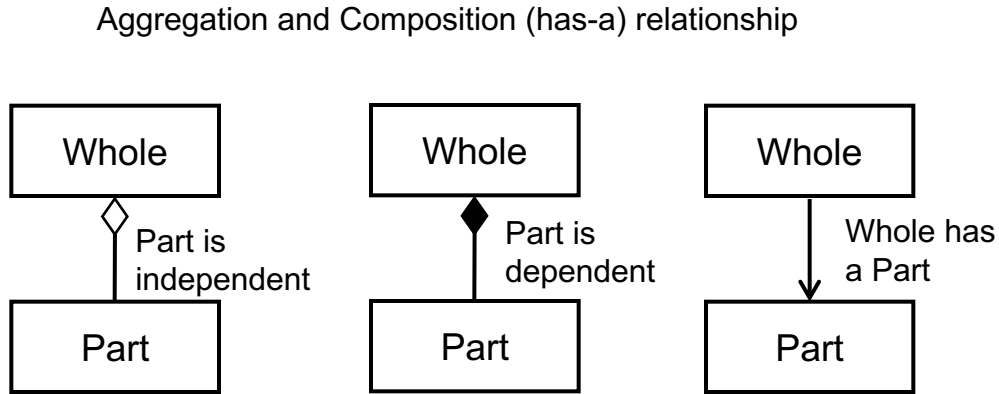 Aggregation and Composition (has-a) relationship
Whole
Part is
independent
Part
Whole
Part is
dependent
Part
Whole
Whole has
a Part
Part